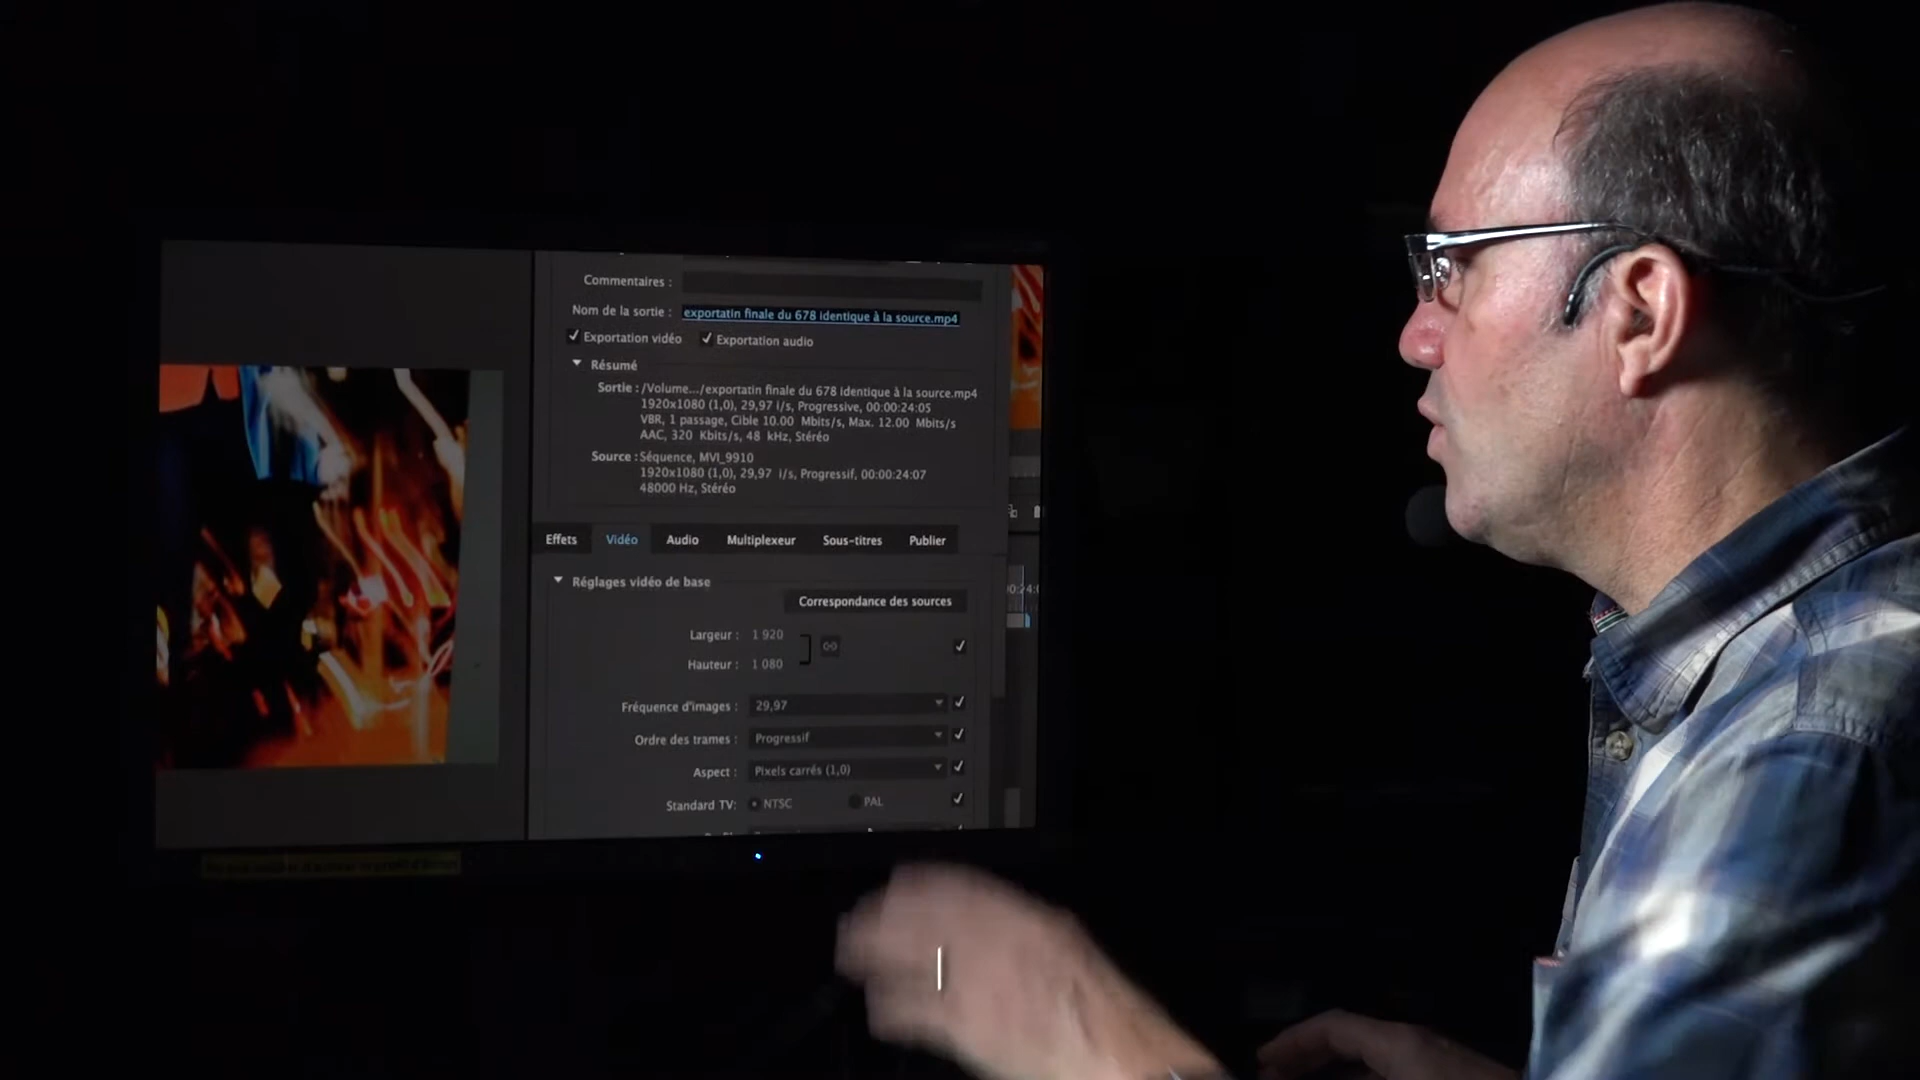 Commentaires :
Nom de la sortie : exportatin finale du 678 identique à la source.mp4
Exportation vidéo Exportation audio
Résumé
Sortie : /Volume.../exportatin finale du 678 identique à la source.mp4
1920x1080 (1,0), 29,97 i/s, Progressive, 00:00:24:05
VBR, 1 passage, Cible 10.00 Mbits/s, Max. 12.00 Mbits/s
AAC, 320 Kbits/s, 48 kHz, Stéréo
Source : Séquence, MVI_9910
1920x1080 (1,0), 29,97 i/s, Progressif, 00:00:24:07
48000 Hz, Stéréo
Effets Vidéo Audio Multiplexeur Sous-titres Publier
Réglages vidéo de base
Correspondance des sources
Largeur : 1 920
Hauteur : 1 080
Fréquence d'images : 29,97
Ordre des trames : Progressif
Aspect : Pixels carrés (1,0)
Standard TV: NTSC PAL